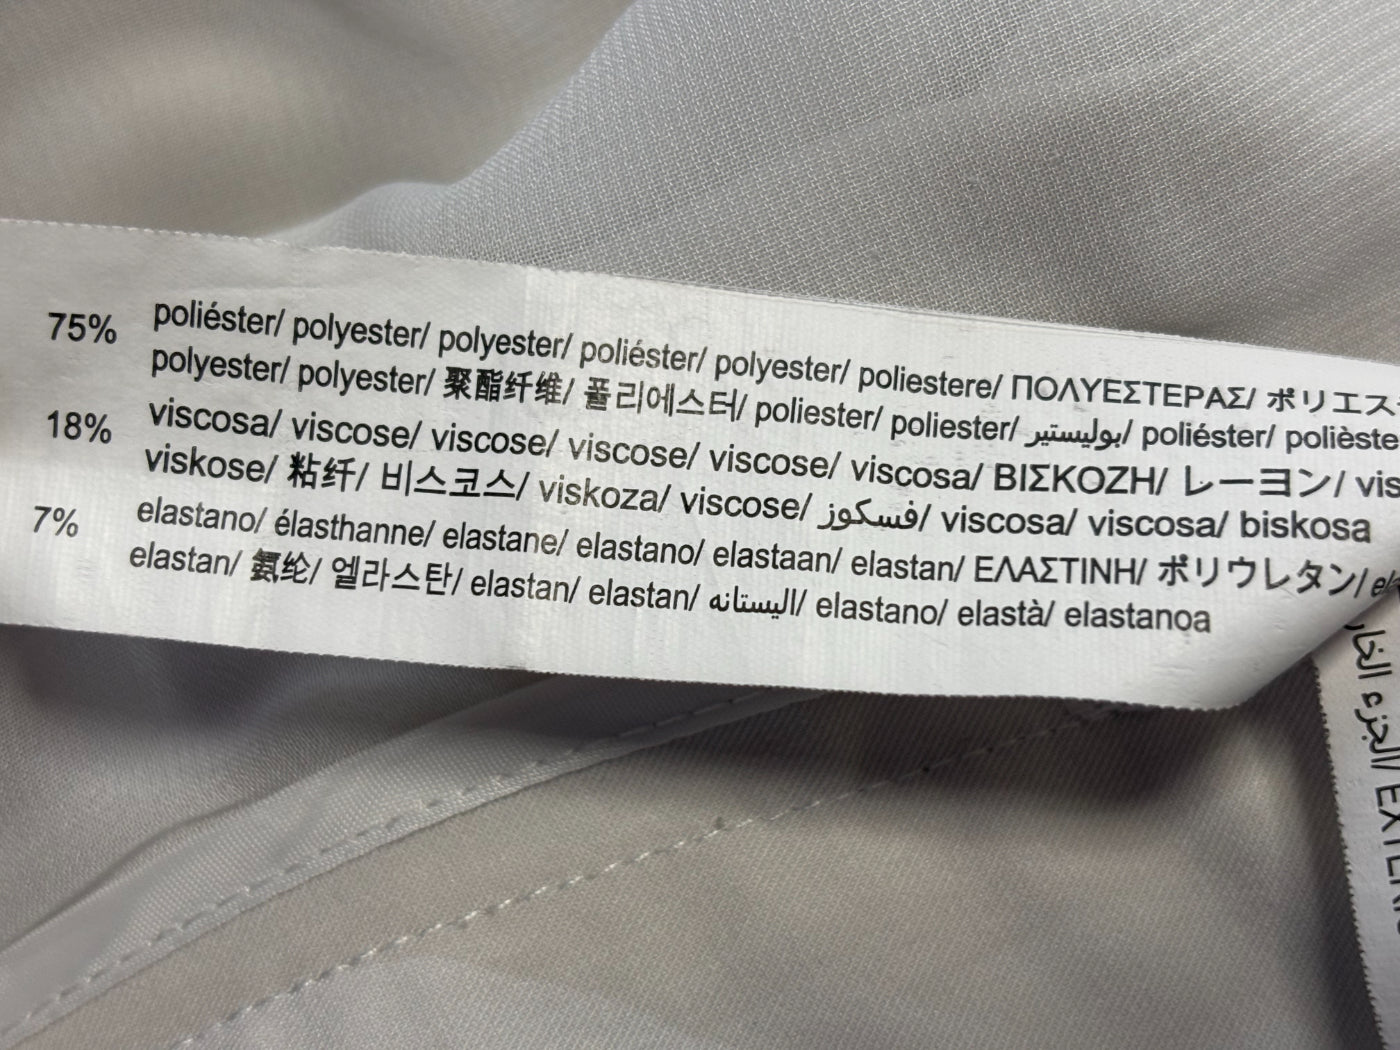 75% poliéster/ polyester/ polyester/ poliéster/ polyester/ poliestere/ ΠΟΛΥΕΣΤΕΡΑΣ/ ポリエス
polyester/ polyester/ 聚酯纤维/ 폴리에스터/ poliester/ poliester/ بوليستير/ poliéster/ polièste
18% viscosa/ viscose/ viscose/ viscose/ viscose/ viscosa/ ΒΙΣΚΟΖΗ/ レーヨン/ vis
viskose/ 粘纤/ 비스코스/ viskoza/ viscose/ فسكوز/ viscosa/ viscosa/ biskosa
7% elastano/ élasthanne/ elastane/ elastano/ elastaan/ elastan/ ΕΛΑΣΤΙΝΗ/ ポリウレタン/ el
elastan/ 氨纶/ 엘라스탄/ elastan/ elastan/ اليستانه/ elastano/ elastà/ elastanoa
الجزء الخار/ EXTERI